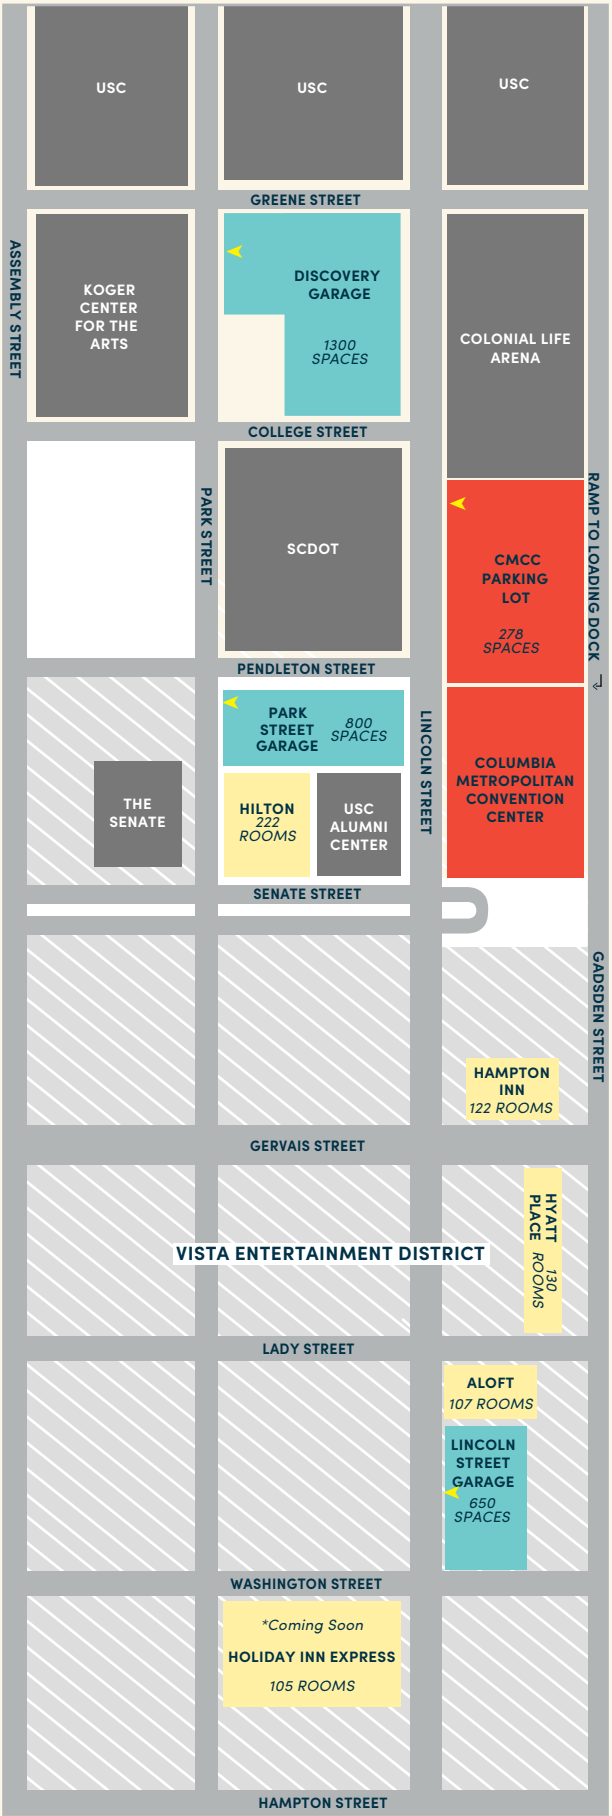 USC
USC
USC
GREENE STREET
ASSEMBLY STREET
KOGER
CENTER
FOR THE
ARTS
DISCOVERY
GARAGE
1300
SPACES
COLONIAL LIFE
ARENA
COLLEGE STREET
PARK STREET
SCDOT
CMCC
PARKING
LOT
278
SPACES
RAMP TO LOADING DOCK
PENDLETON STREET
PARK
STREET
GARAGE
800
SPACES
LINCOLN STREET
THE
SENATE
HILTON
222
ROOMS
USC
ALUMNI
CENTER
COLUMBIA
METROPOLITAN
CONVENTION
CENTER
SENATE STREET
GADSDEN STREET
HAMPTON
INN
122 ROOMS
GERVAIS STREET
HYATT
PLACE
130
ROOMS
VISTA ENTERTAINMENT DISTRICT
LADY STREET
ALOFT
107 ROOMS
LINCOLN
STREET
GARAGE
650
SPACES
WASHINGTON STREET
*Coming Soon
HOLIDAY INN EXPRESS
105 ROOMS
HAMPTON STREET